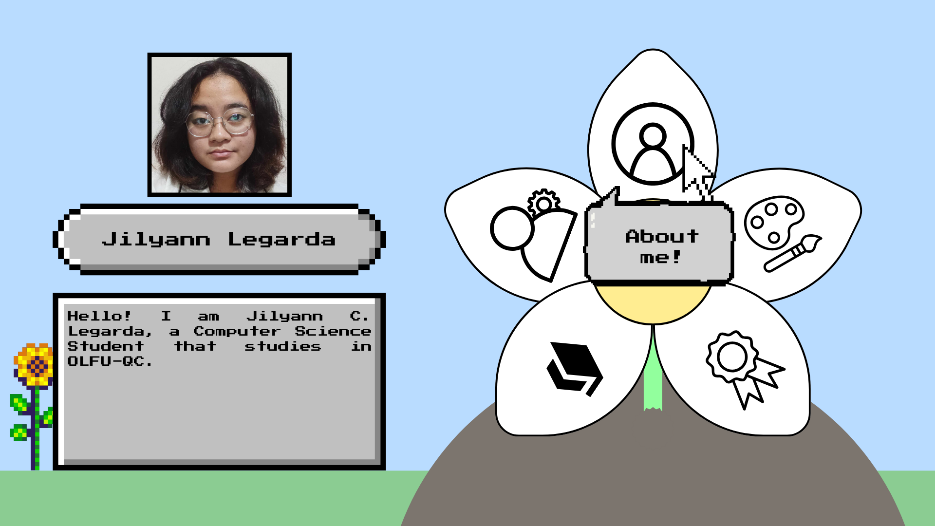 Jilyann Legarda
Hello! I am Jilyann C.
Legarda, a Computer Science
Student that studies in
OLFU-QC.
About
me!